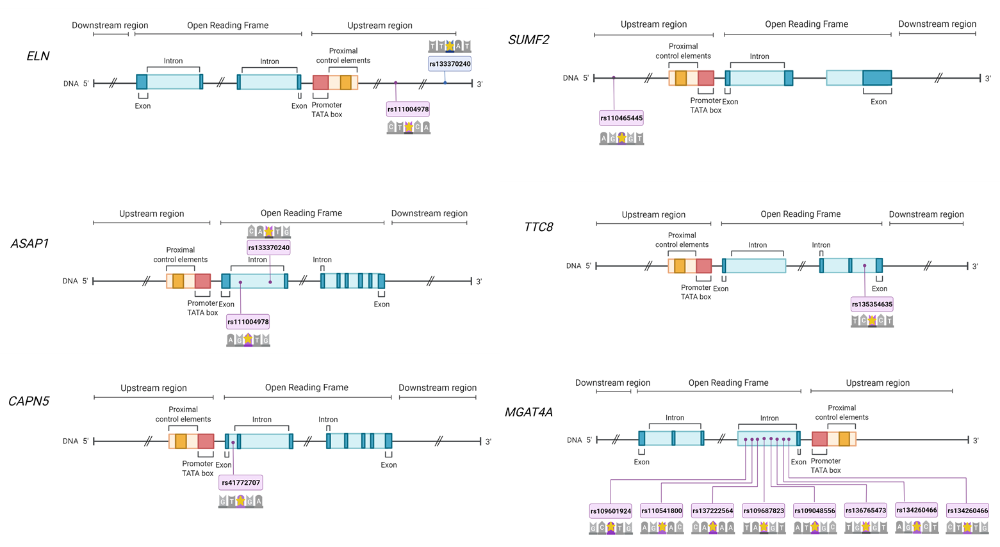 ELN
Downstream region
Open Reading Frame
Upstream region
T T A T
rs133370240
Intron
Intron
Proximal
control elements
DNA 5'
3'
Exon
Exon
Promoter
TATA box
rs111004978
C T C A
SUMF2
Upstream region
Open Reading Frame
Downstream region
Proximal
control elements
Intron
DNA 5'
3'
Promoter
TATA box
Exon
Exon
rs110465445
A G G T
ASAP1
Upstream region
Open Reading Frame
Downstream region
C A T G
rs133370240
Proximal
control elements
Intron
Intron
DNA 5'
3'
Promoter
TATA box
Exon
Exon
rs111004978
A G T G
TTC8
Upstream region
Open Reading Frame
Downstream region
Proximal
control elements
Intron
Intron
DNA 5'
3'
Promoter
TATA box
Exon
Exon
rs135354635
T C C T
CAPN5
Upstream region
Open Reading Frame
Downstream region
Proximal
control elements
Intron
Intron
DNA 5'
3'
Promoter
TATA box
Exon
Exon
rs41772707
G T G A
MGAT4A
Downstream region
Open Reading Frame
Upstream region
Intron
Intron
Proximal
control elements
DNA 5'
3'
Exon
Exon
Promoter
TATA box
rs109601924 rs110541800 rs137222564 rs109687823 rs109048556 rs136765473 rs134260466 rs134260466
G C T G A G A C C A A A T A G T A T G C T G G T A G C T C T T G